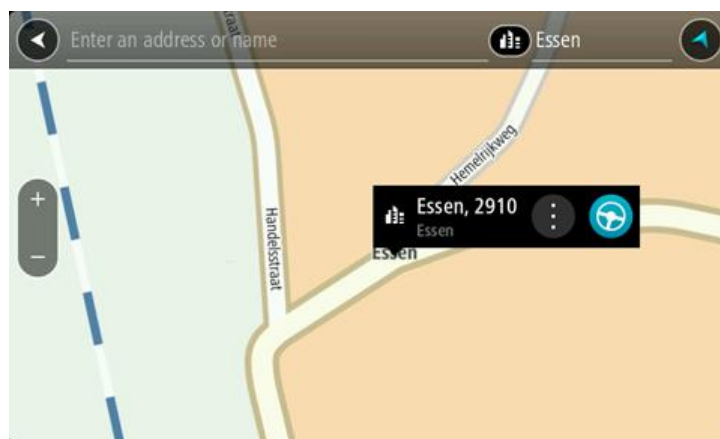 Enter an address or name
Essen
Hemelrijkweg
Essen, 2910
Essen
Essen
Handelsstraat